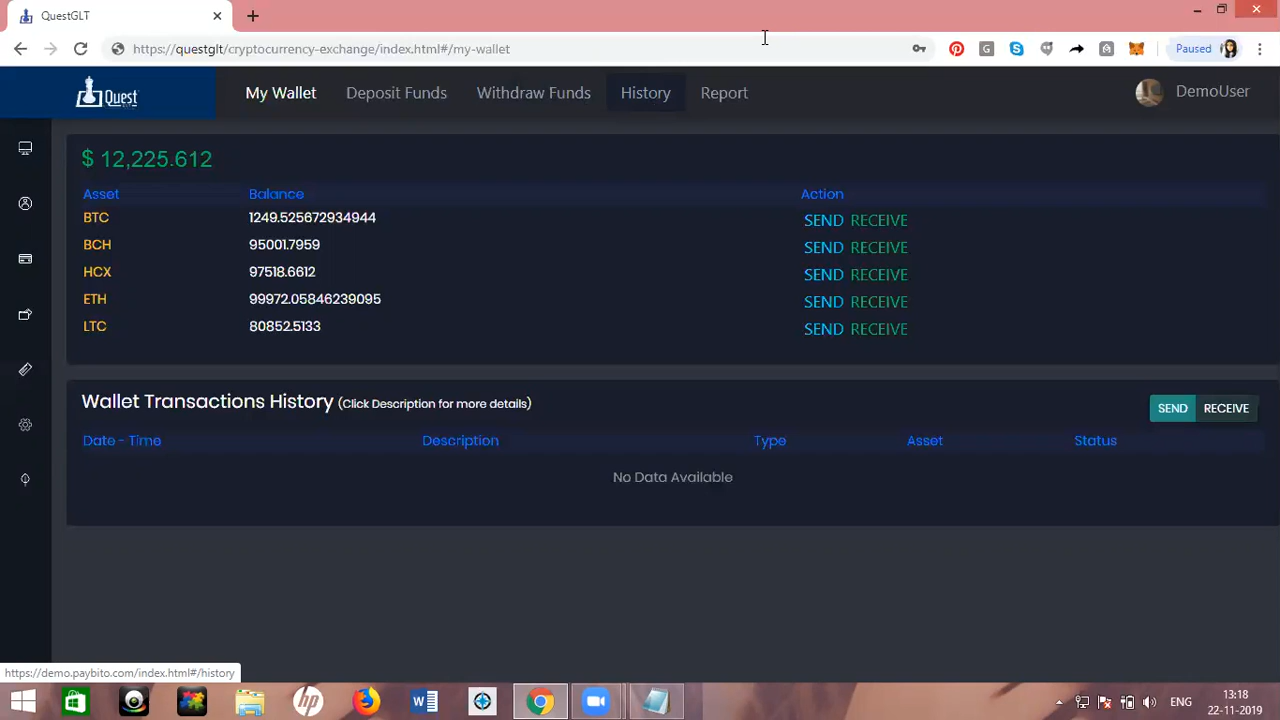 QuestGLT
https://questglt/cryptocurrency-exchange/index.html#/my-wallet
Paused
Quest
My Wallet Deposit Funds Withdraw Funds History Report DemoUser
$ 12,225.612
Asset Balance Action
BTC 1249.525672934944 SEND RECEIVE
BCH 95001.7959 SEND RECEIVE
HCX 97518.6612 SEND RECEIVE
ETH 99972.05846239095 SEND RECEIVE
LTC 80852.5133 SEND RECEIVE
Wallet Transactions History (Click Description for more details) SEND RECEIVE
Date - Time Description Type Asset Status
No Data Available
https://demo.paybito.com/index.html#/history
ENG 13:18
22-11-2019